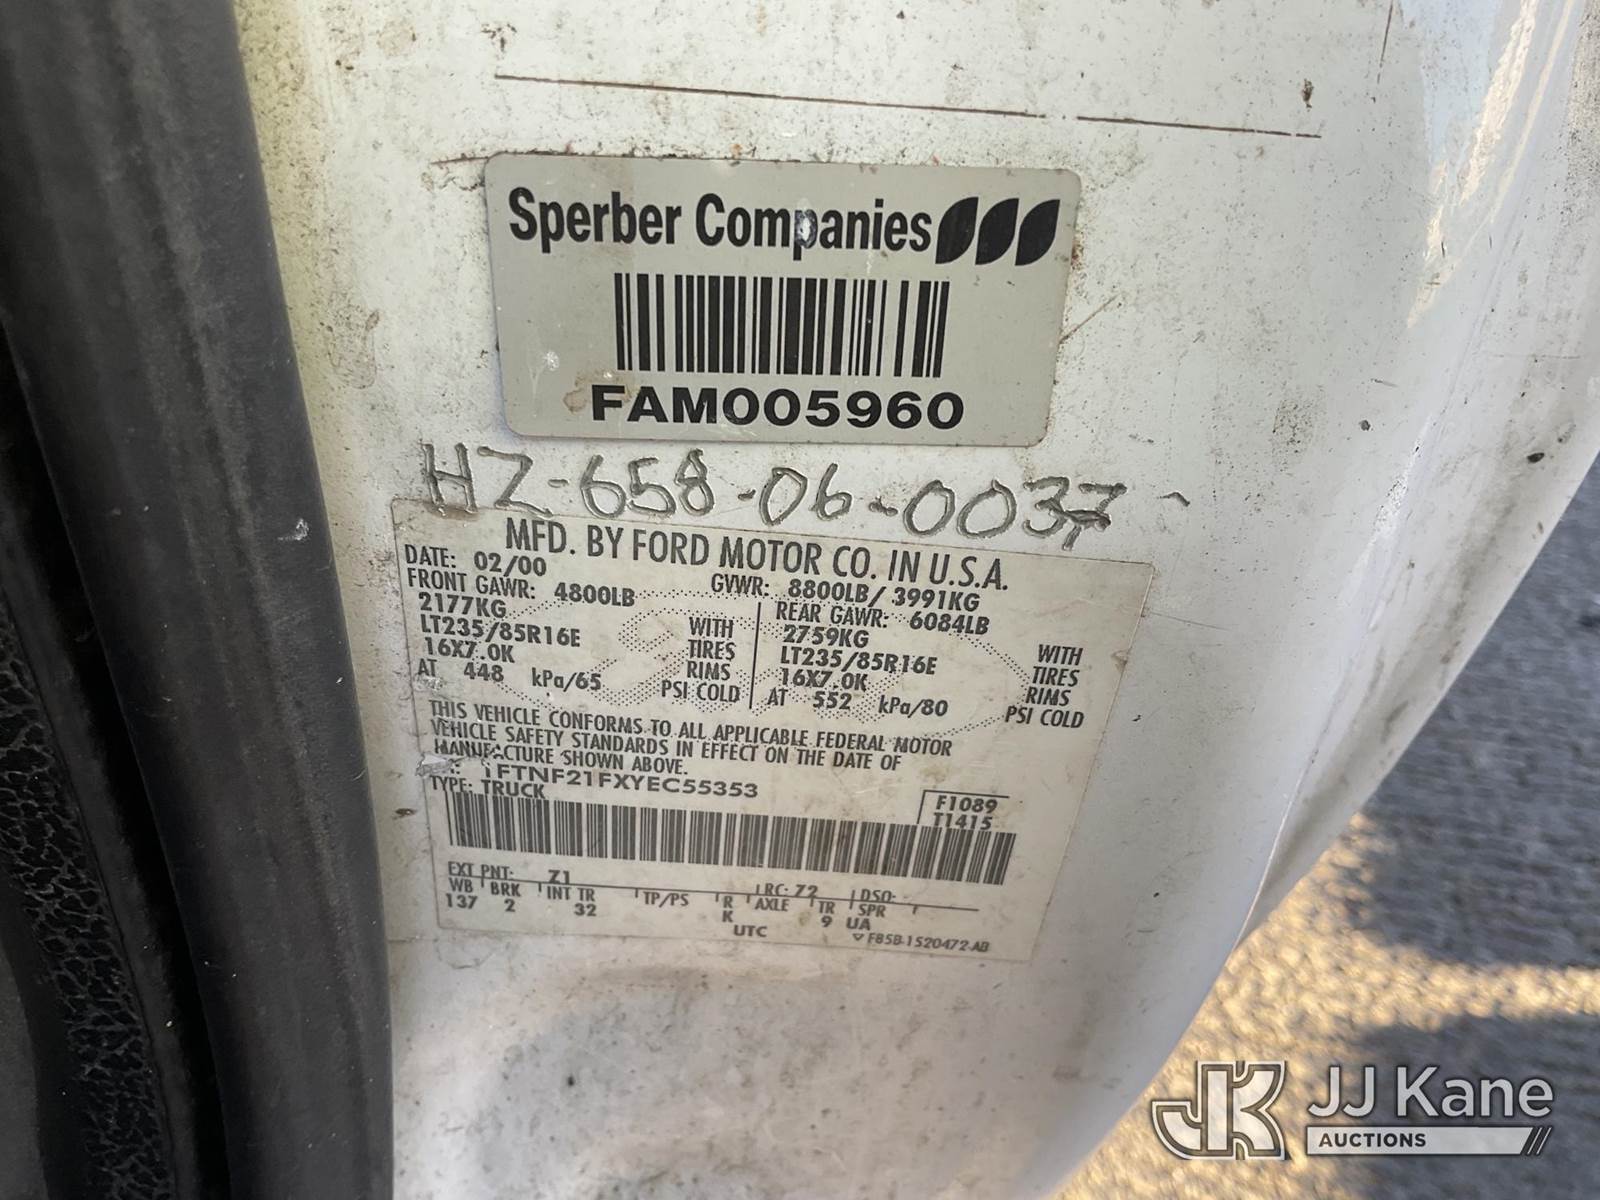 Sperber Companies
FAM005960
HZ-658-06-0037
MFD. BY FORD MOTOR CO. IN U.S.A.
DATE: 02/00 GVWR: 8800LB/ 3991KG
FRONT GAWR: 4800LB REAR GAWR: 6084LB
2177KG WITH 2759KG WITH
LT235/85R16E TIRES LT235/85R16E TIRES
16X7.0K RIMS 16X7.0K RIMS
AT 448 kPa/65 PSI COLD AT 552 kPa/80 PSI COLD
THIS VEHICLE CONFORMS TO ALL APPLICABLE FEDERAL MOTOR
VEHICLE SAFETY STANDARDS IN EFFECT ON THE DATE OF
MANUFACTURE SHOWN ABOVE.
1FTNF21FXYEC55353
TYPE: TRUCK
F1089
T1415
EXT PNT: Z1 RC: Z2 DSO:
WB BRK INT TR TP/PS R AXLE TR SPR
137 2 32 K 9 UA
UTC
F85B-1520472-AB
JK JJ Kane
AUCTIONS